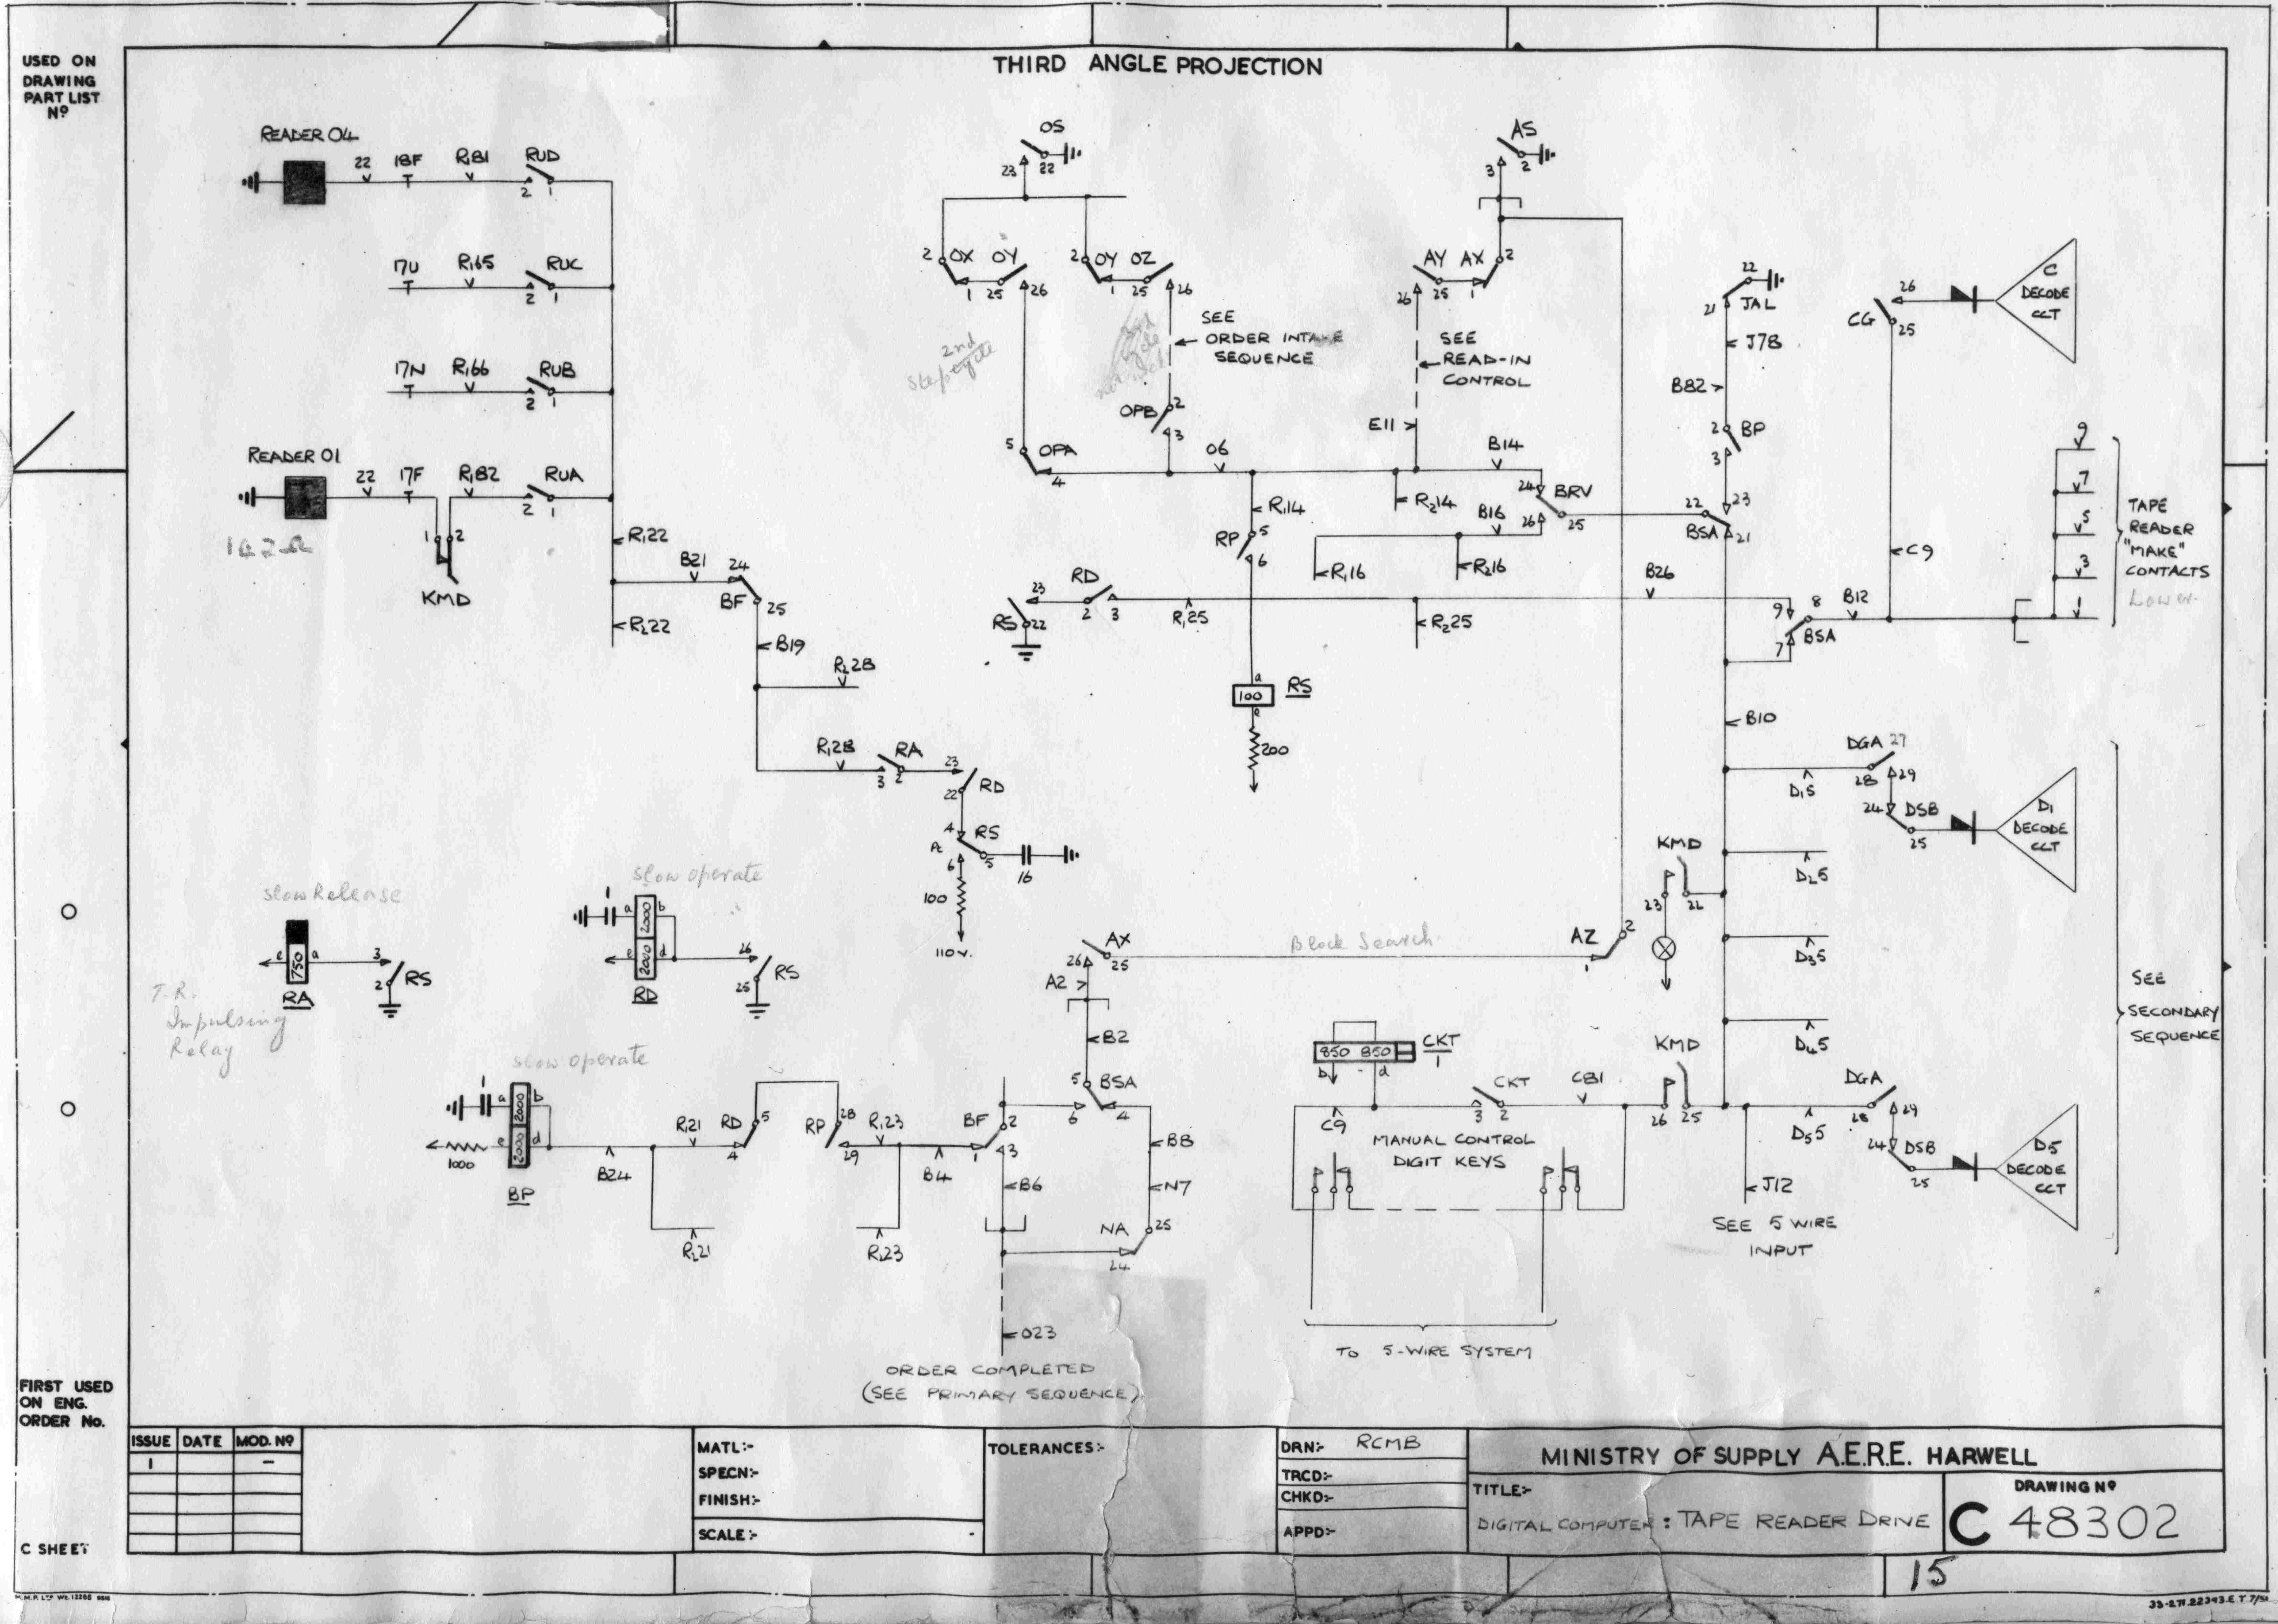 THIRD ANGLE PROJECTION
USED ON
DRAWING
PART LIST
Nº
READER 04
22 18F R₁81 RUD
2 1
17U R₁65 RUC
2 1
17N R₁66 RUB
2 1
READER 01
22 17F R₁82 RUA
2 1
1 2
KMD
R₁22
R₂22
B21 24
BF 25
B19
R₂28
R₁28 RA
3 2
23
22 RD
4 RS
6 5
16
100
110V.
OS
23 22
2 OX OY
1 25 26
2 OY OZ
1 25 26
2nd
step
cycle
SEE
ORDER INTAKE
SEQUENCE
OPB 2
3
5 OPA
4
06
AS
3 2
AY AX 2
26 25 1
SEE
READ-IN
CONTROL
E11
B14
24 BRV
26 25
B16
R₁14
R₂14
RP 5
6
R₁16
R₂16
23 RD
RS 22 2 3
R₁25
R₂25
B26
a
100 RS
e
200
22
21 JAL
J7B
B82
2 BP
3
22 23
BSA 21
9 8 B12
7 BSA
B10
26
CG 25
C
DECODE
CCT
C9
9
7
5
3
1
TAPE
READER
"MAKE"
CONTACTS
Lower.
DGA 27
D₁5 28 29
24 DSB
25
D₁
DECODE
CCT
D₂5
D₃5
D₄5
KMD
23 22
AZ 2
1
Block Search.
AX
26 25
A2
B2
5 BSA
6 4
B8
N7
NA 25
24
slow Release
e 750 a 3
2 RS
RA
T.R.
Impulsing
Relay
slow operate
1 a 2000 b
e 2000 d 26
25 RS
RD
slow operate
1 a 2000 b
e 2000 d
1000
BP
B24
R₁21 RD 5
4
R₂21
RP 28 R₁23
29
R₂23
B4
BF 2
1 3
B6
023
ORDER COMPLETED
(SEE PRIMARY SEQUENCE)
850 850 CKT
1
b d
CKT CB1
3 2
C9
MANUAL CONTROL
DIGIT KEYS
KMD
26 25
TO 5-WIRE SYSTEM
J12
SEE 5 WIRE
INPUT
DGA
D₅5 28 29
24 DSB
25
D5
DECODE
CCT
SEE
SECONDARY
SEQUENCE
FIRST USED
ON ENG.
ORDER No.
C SHEET
ISSUE DATE MOD. Nº
1 -
MATL:-
SPECN:-
FINISH:-
SCALE:-
TOLERANCES:-
DRN:- RCMB
TRCD:-
CHKD:-
APPD:-
MINISTRY OF SUPPLY A.E.R.E. HARWELL
TITLE:-
DIGITAL COMPUTER: TAPE READER DRIVE
DRAWING Nº
C 48302
15